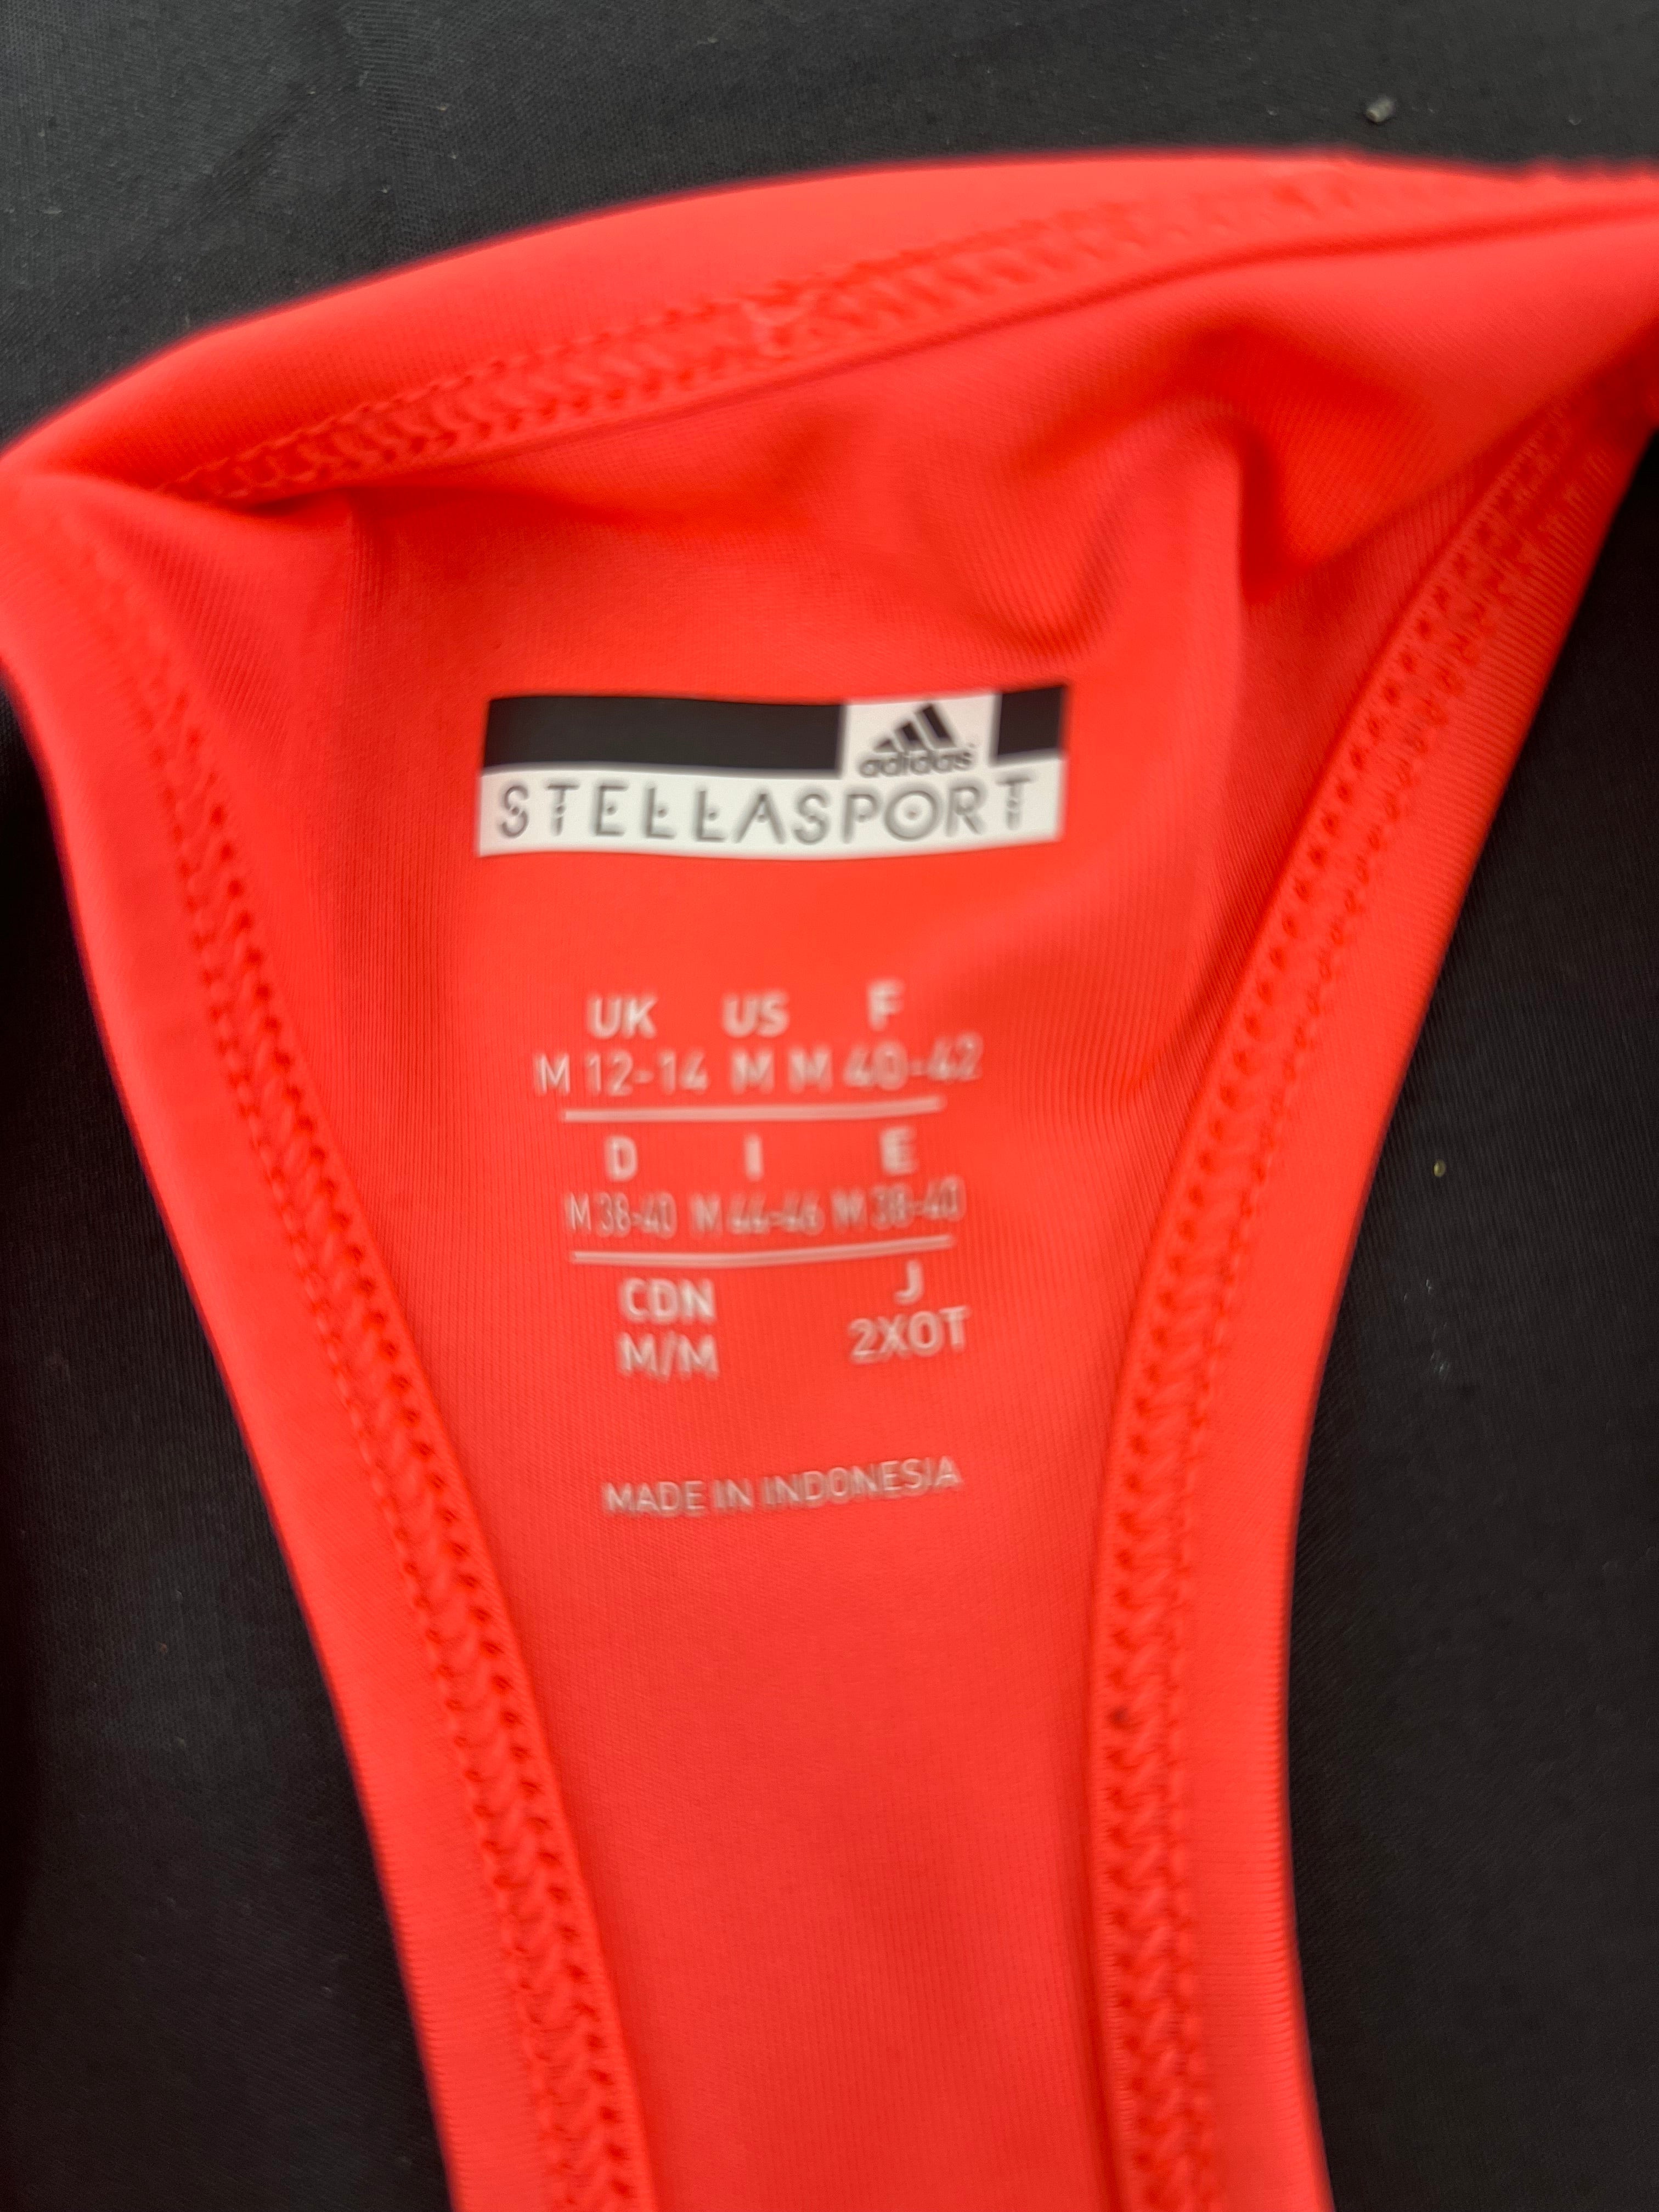 adidas
STELLASPORT
UK US F
M 12-14 M M 40-42
D I E
M 38-40 M 44-46 M 38-40
CDN J
M/M 2XOT
MADE IN INDONESIA